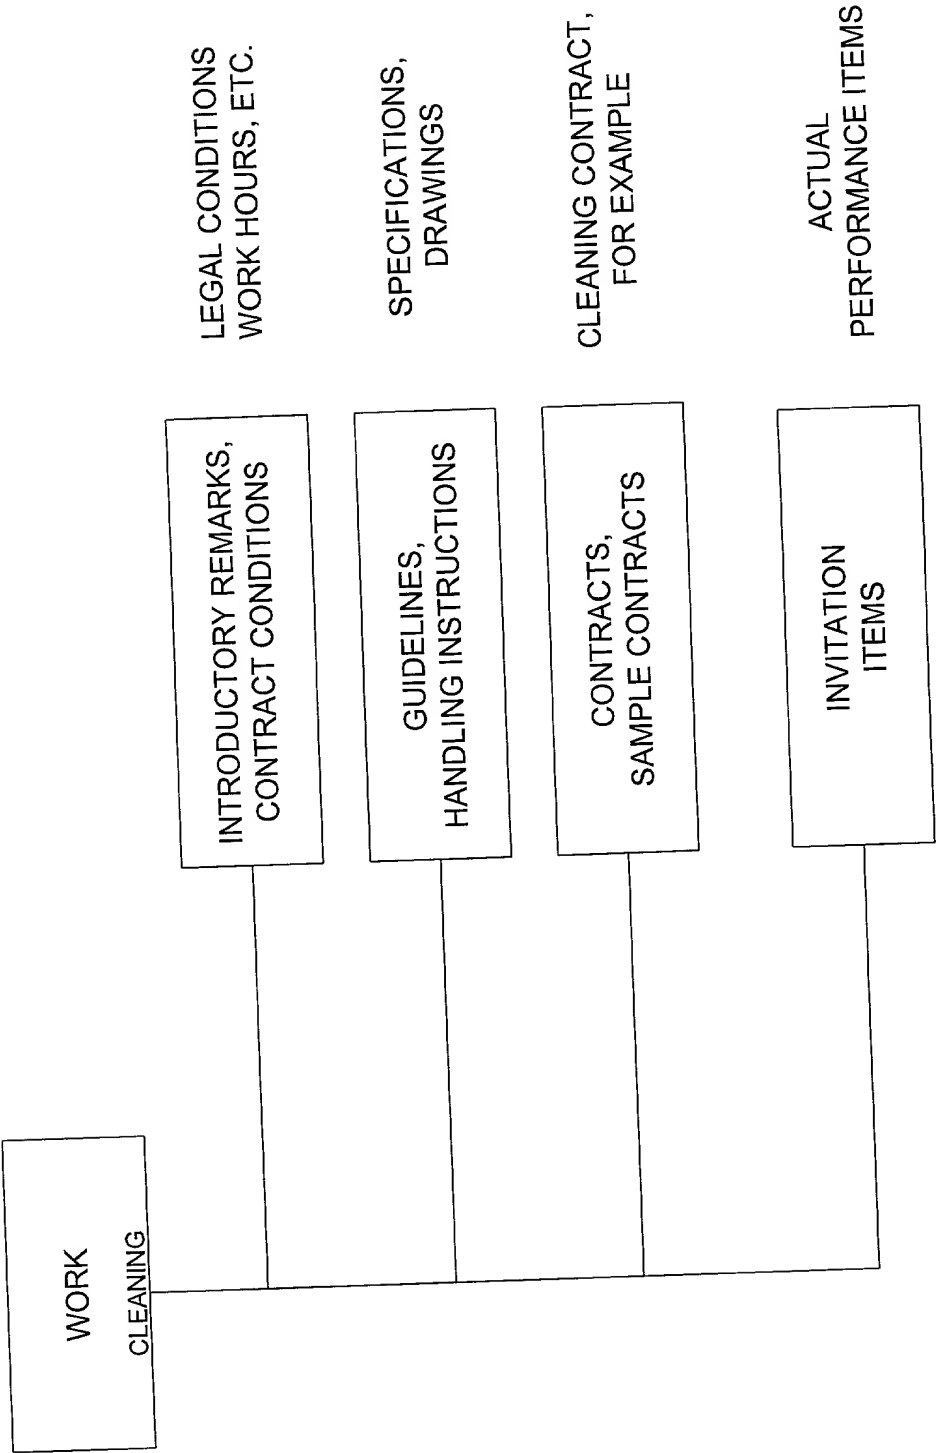 WORK
CLEANING
INTRODUCTORY REMARKS,
CONTRACT CONDITIONS
LEGAL CONDITIONS
WORK HOURS, ETC.
GUIDELINES,
HANDLING INSTRUCTIONS
SPECIFICATIONS,
DRAWINGS
CONTRACTS,
SAMPLE CONTRACTS
CLEANING CONTRACT,
FOR EXAMPLE
INVITATION
ITEMS
ACTUAL
PERFORMANCE ITEMS